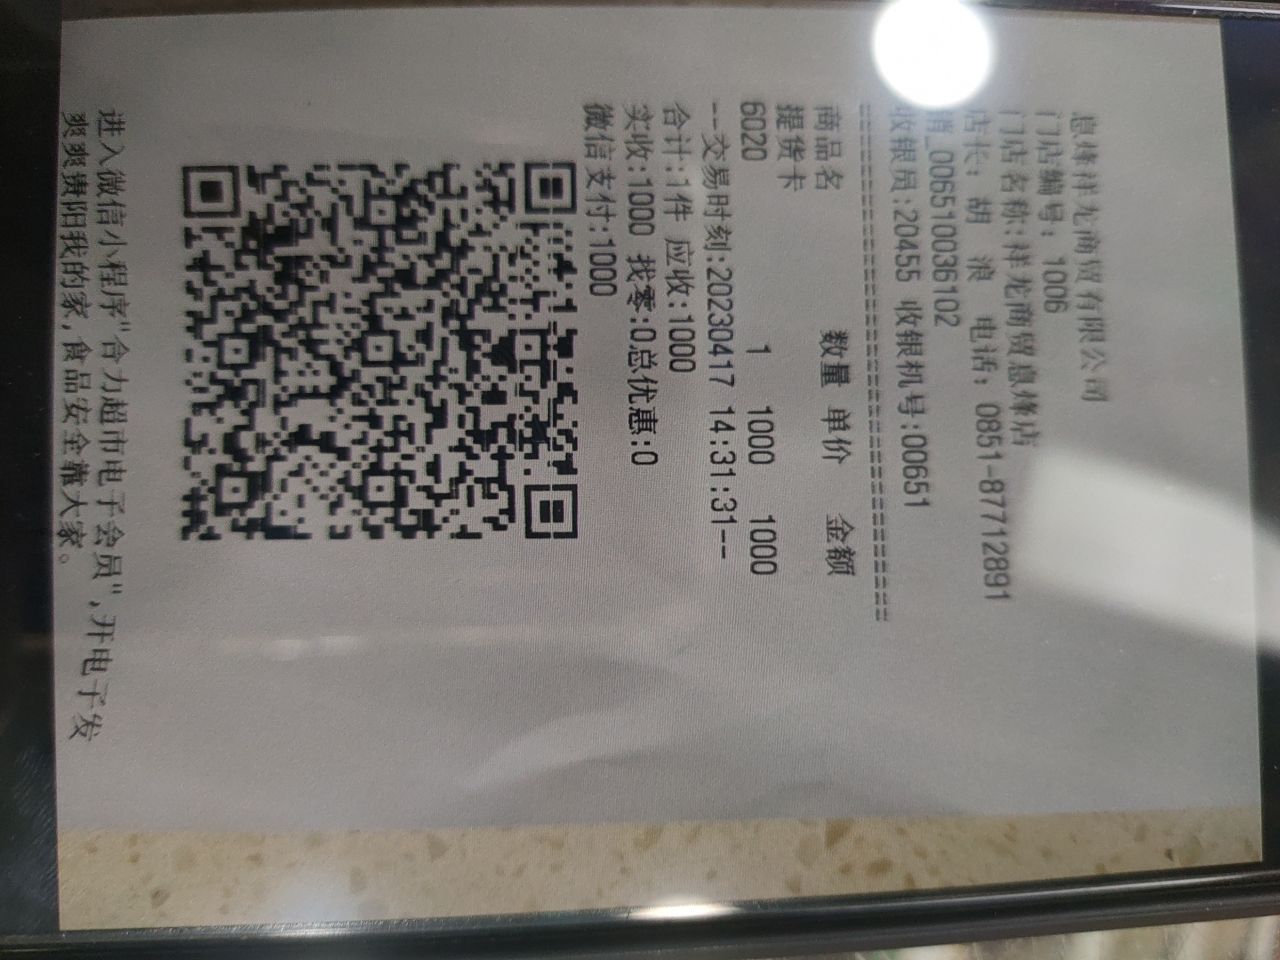 息烽洋龙商贸有限公司
门店编号: 1006
门店名称:洋龙商贸息烽店
店长: 胡 浪 电话: 0851-87712891
销_006510036102
收银员:20455 收银机号:00651
================================
商品名 数量 单价 金额
提货卡
6020 1 1000 1000
--交易时刻:20230417 14:31:31--
合计:1件 应收:1000
实收:1000 找零:0总优惠:0
微信支付:1000
进入微信小程序"合力超市电子会员",开电子发
爽爽贵阳我的家,食品安全靠大家。